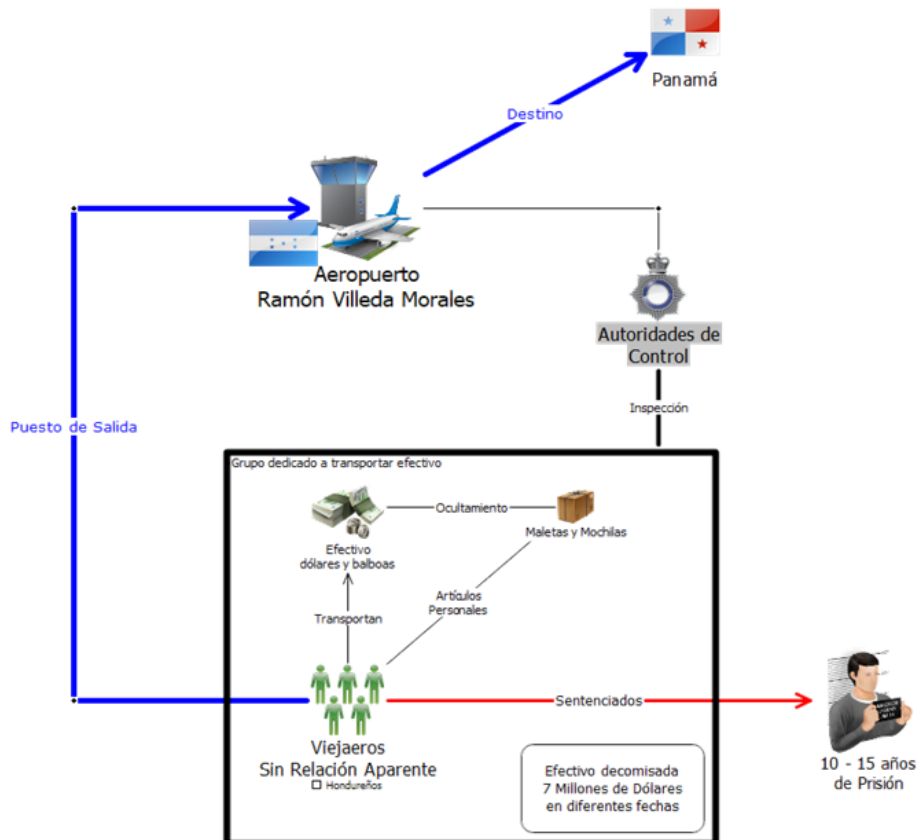 Panamá
Destino
Aeropuerto
Ramón Villeda Morales
Autoridades de
Control
Inspección
Puesto de Salida
Grupo dedicado a transportar efectivo
Ocultamiento
Efectivo
dólares y balboas
Maletas y Mochilas
Artículos
Personales
Transportan
Sentenciados
Viejaeros
Sin Relación Aparente
Hondureños
Efectivo decomisada
7 Millones de Dólares
en diferentes fechas
10 - 15 años
de Prisión